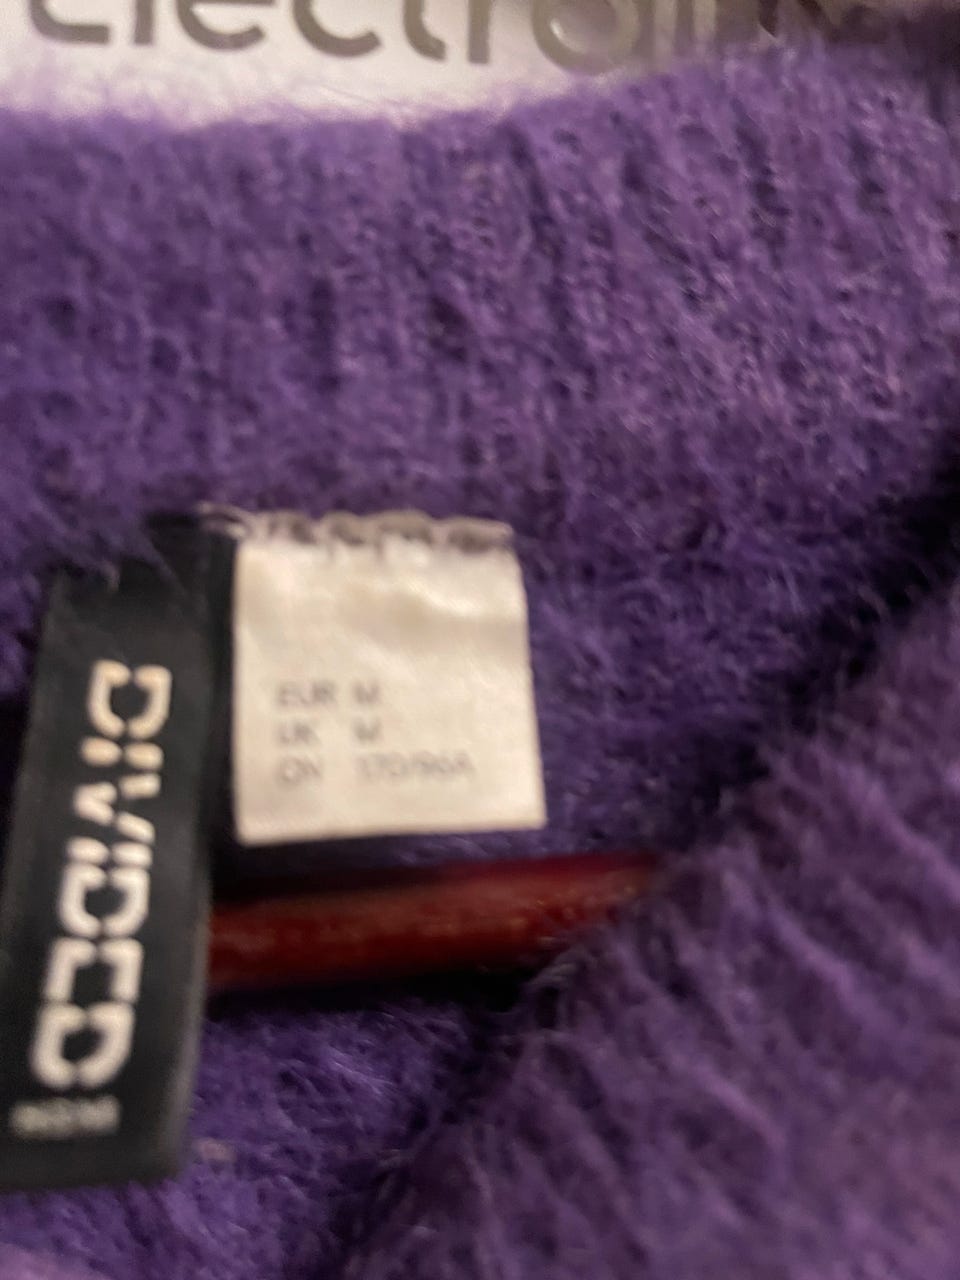 DIVIDED
H&M
EUR M
UK M
CN 170/96A